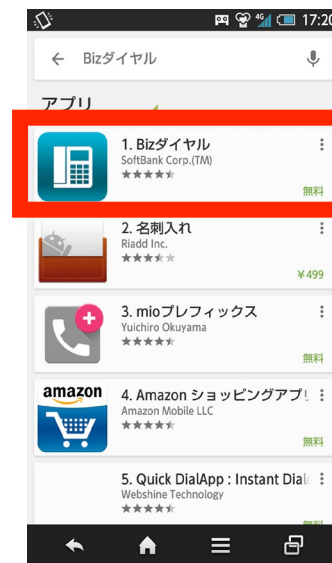 4G 17:20
Bizダイヤル
アプリ
1. Bizダイヤル
SoftBank Corp.(TM)
無料
2. 名刺入れ
Riadd Inc.
¥499
3. mioプレフィックス
Yuichiro Okuyama
無料
amazon
4. Amazon ショッピングアプリ
Amazon Mobile LLC
無料
5. Quick DialApp : Instant Dial
Webshine Technology
無料